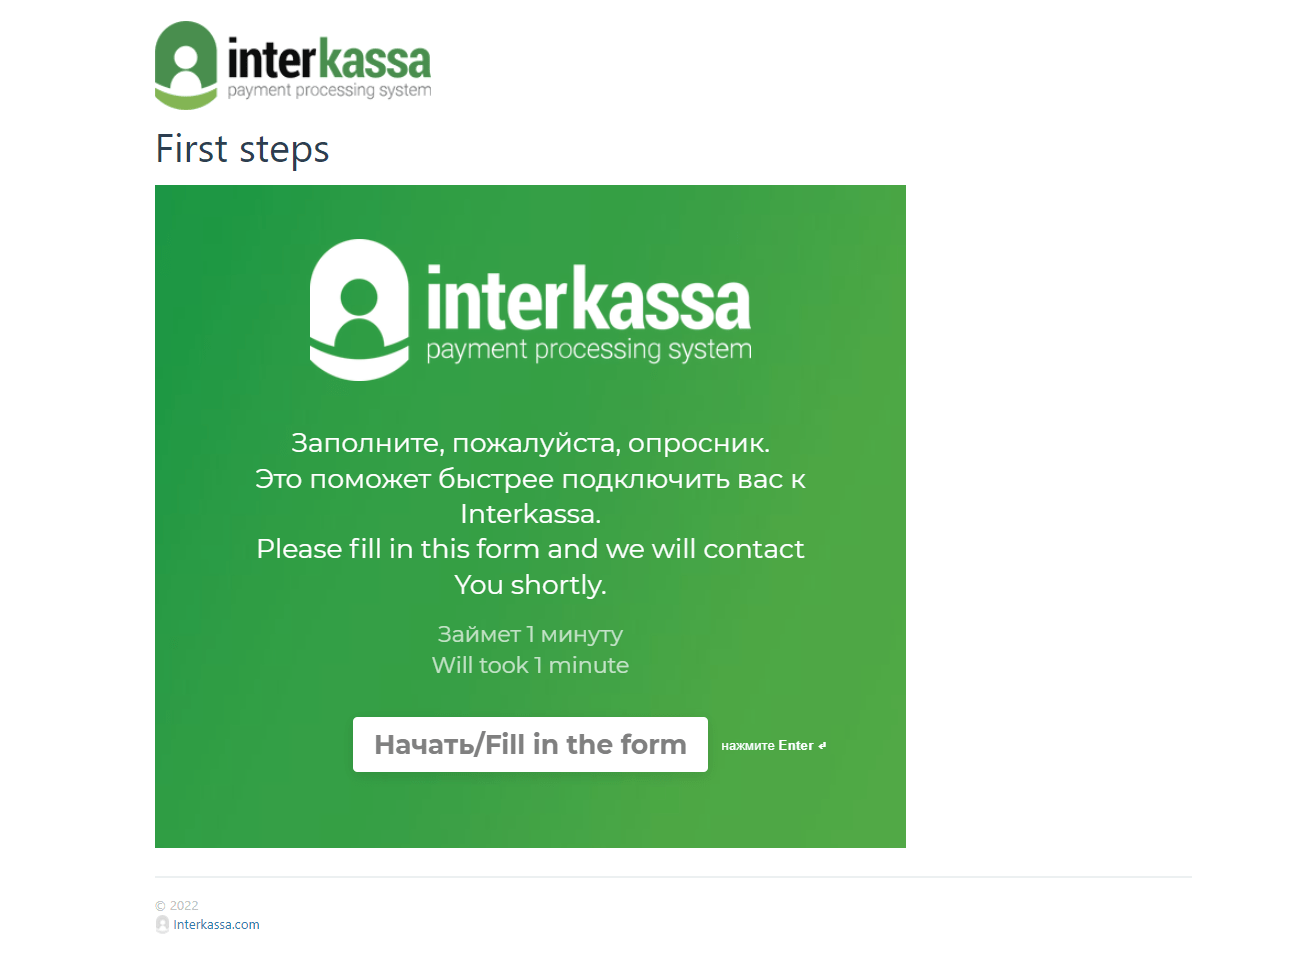 interkassa
payment processing system
First steps
interkassa
payment processing system
Заполните, пожалуйста, опросник.
Это поможет быстрее подключить вас к
Interkassa.
Please fill in this form and we will contact
You shortly.
Займет 1 минуту
Will took 1 minute
Начать/Fill in the form
нажмите Enter ↵
© 2022
Interkassa.com